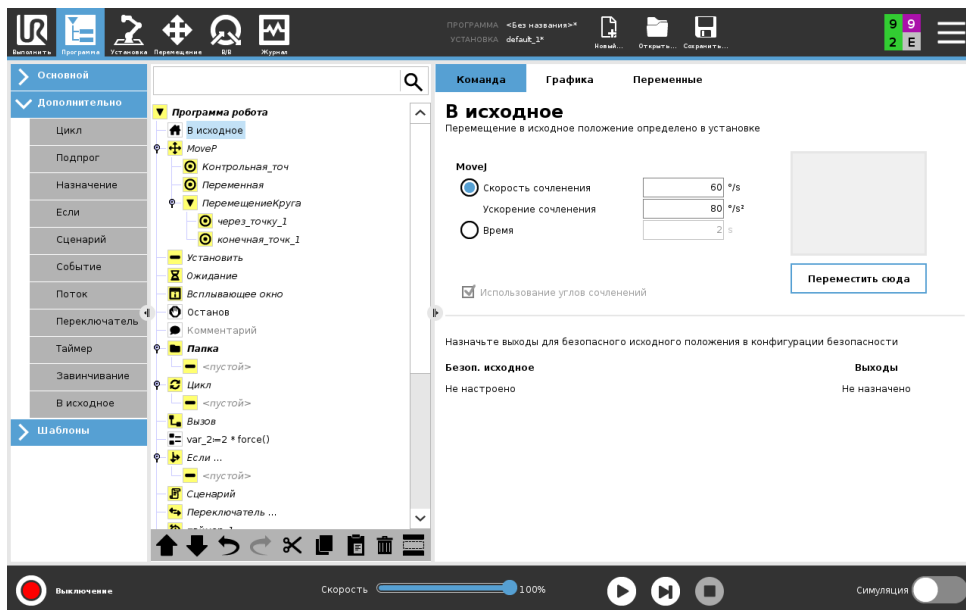 ПРОГРАММА <Без названия>*
УСТАНОВКА default_1*
Выполнить Программа Установка Перемещение В/В Журнал
Новый... Открыть... Сохранить...
9 9
2 E
Основной
Дополнительно
Цикл
Подпрог
Назначение
Если
Сценарий
Событие
Поток
Переключатель
Таймер
Завинчивание
В исходное
Шаблоны
Программа робота
В исходное
MoveP
Контрольная_точ
Переменная
ПеремещениеКруга
через_точку_1
конечная_точк_1
Установить
Ожидание
Всплывающее окно
Останов
Комментарий
Папка
<пустой>
Цикл
<пустой>
Вызов
var_2≔2 * force()
Если ...
<пустой>
Сценарий
Переключатель ...
Команда Графика Переменные
В исходное
Перемещение в исходное положение определено в установке
MoveJ
Скорость сочленения 60 °/s
Ускорение сочленения 80 °/s²
Время 2 s
Переместить сюда
Использование углов сочленений
Назначьте выходы для безопасного исходного положения в конфигурации безопасности
Безоп. исходное Выходы
Не настроено Не назначено
Выключение
Скорость 100%
Симуляция